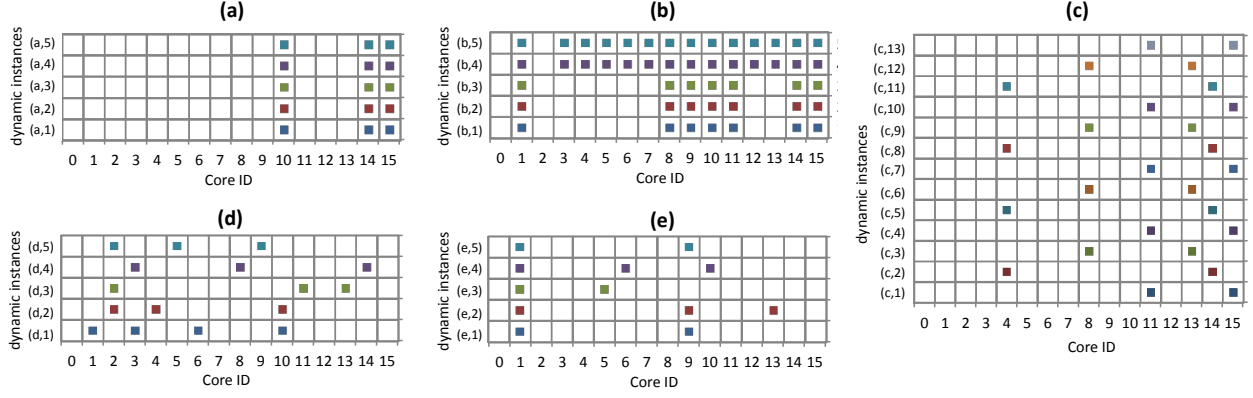 (a)
dynamic instances
(a,5)
(a,4)
(a,3)
(a,2)
(a,1)
0 1 2 3 4 5 6 7 8 9 10 11 12 13 14 15
Core ID
(b)
dynamic instances
(b,5)
(b,4)
(b,3)
(b,2)
(b,1)
0 1 2 3 4 5 6 7 8 9 10 11 12 13 14 15
Core ID
(c)
dynamic instances
(c,13)
(c,12)
(c,11)
(c,10)
(c,9)
(c,8)
(c,7)
(c,6)
(c,5)
(c,4)
(c,3)
(c,2)
(c,1)
0 1 2 3 4 5 6 7 8 9 10 11 12 13 14 15
Core ID
(d)
dynamic instances
(d,5)
(d,4)
(d,3)
(d,2)
(d,1)
0 1 2 3 4 5 6 7 8 9 10 11 12 13 14 15
Core ID
(e)
dynamic instances
(e,5)
(e,4)
(e,3)
(e,2)
(e,1)
0 1 2 3 4 5 6 7 8 9 10 11 12 13 14 15
Core ID